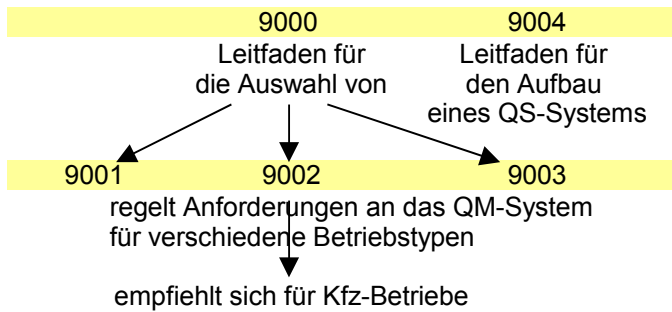 9000 9004
Leitfaden für Leitfaden für
die Auswahl von den Aufbau
eines QS-Systems
9001 9002 9003
regelt Anforderungen an das QM-System
für verschiedene Betriebstypen
empfiehlt sich für Kfz-Betriebe